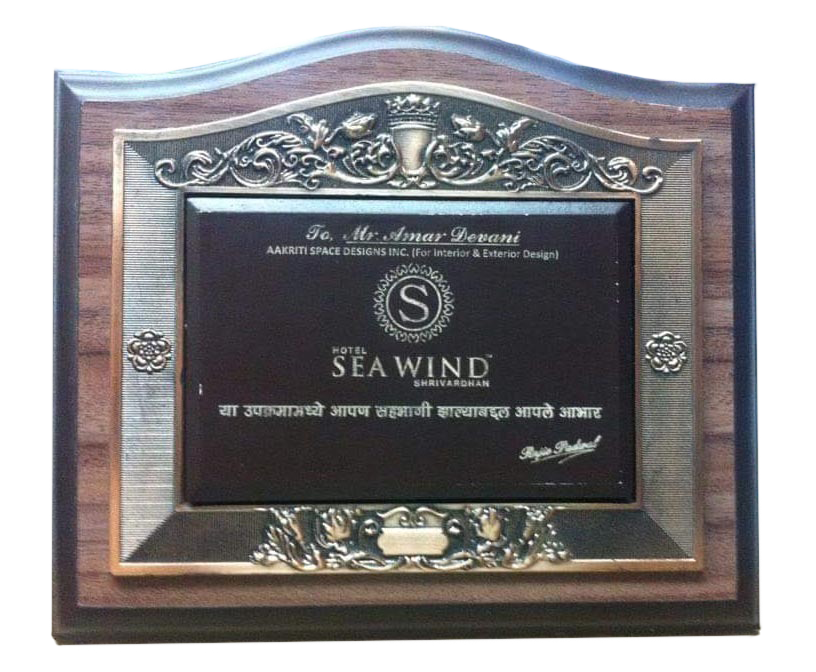 To, Mr. Amar Devani
AAKRITI SPACE DESIGNS INC. (For Interior & Exterior Design)
S
HOTEL
SEA WIND™
SHRIVARDHAN
या उपक्रमामध्ये आपण सहभागी झाल्याबद्दल आपले आभार